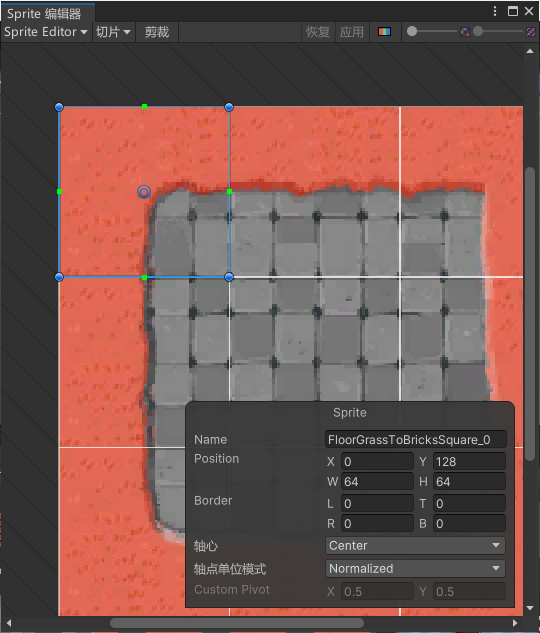 Sprite 编辑器
Sprite Editor 切片 剪裁 恢复 应用
Sprite
Name FloorGrassToBricksSquare_0
Position X 0 Y 128
W 64 H 64
Border L 0 T 0
R 0 B 0
轴心 Center
轴点单位模式 Normalized
Custom Pivot X 0.5 Y 0.5